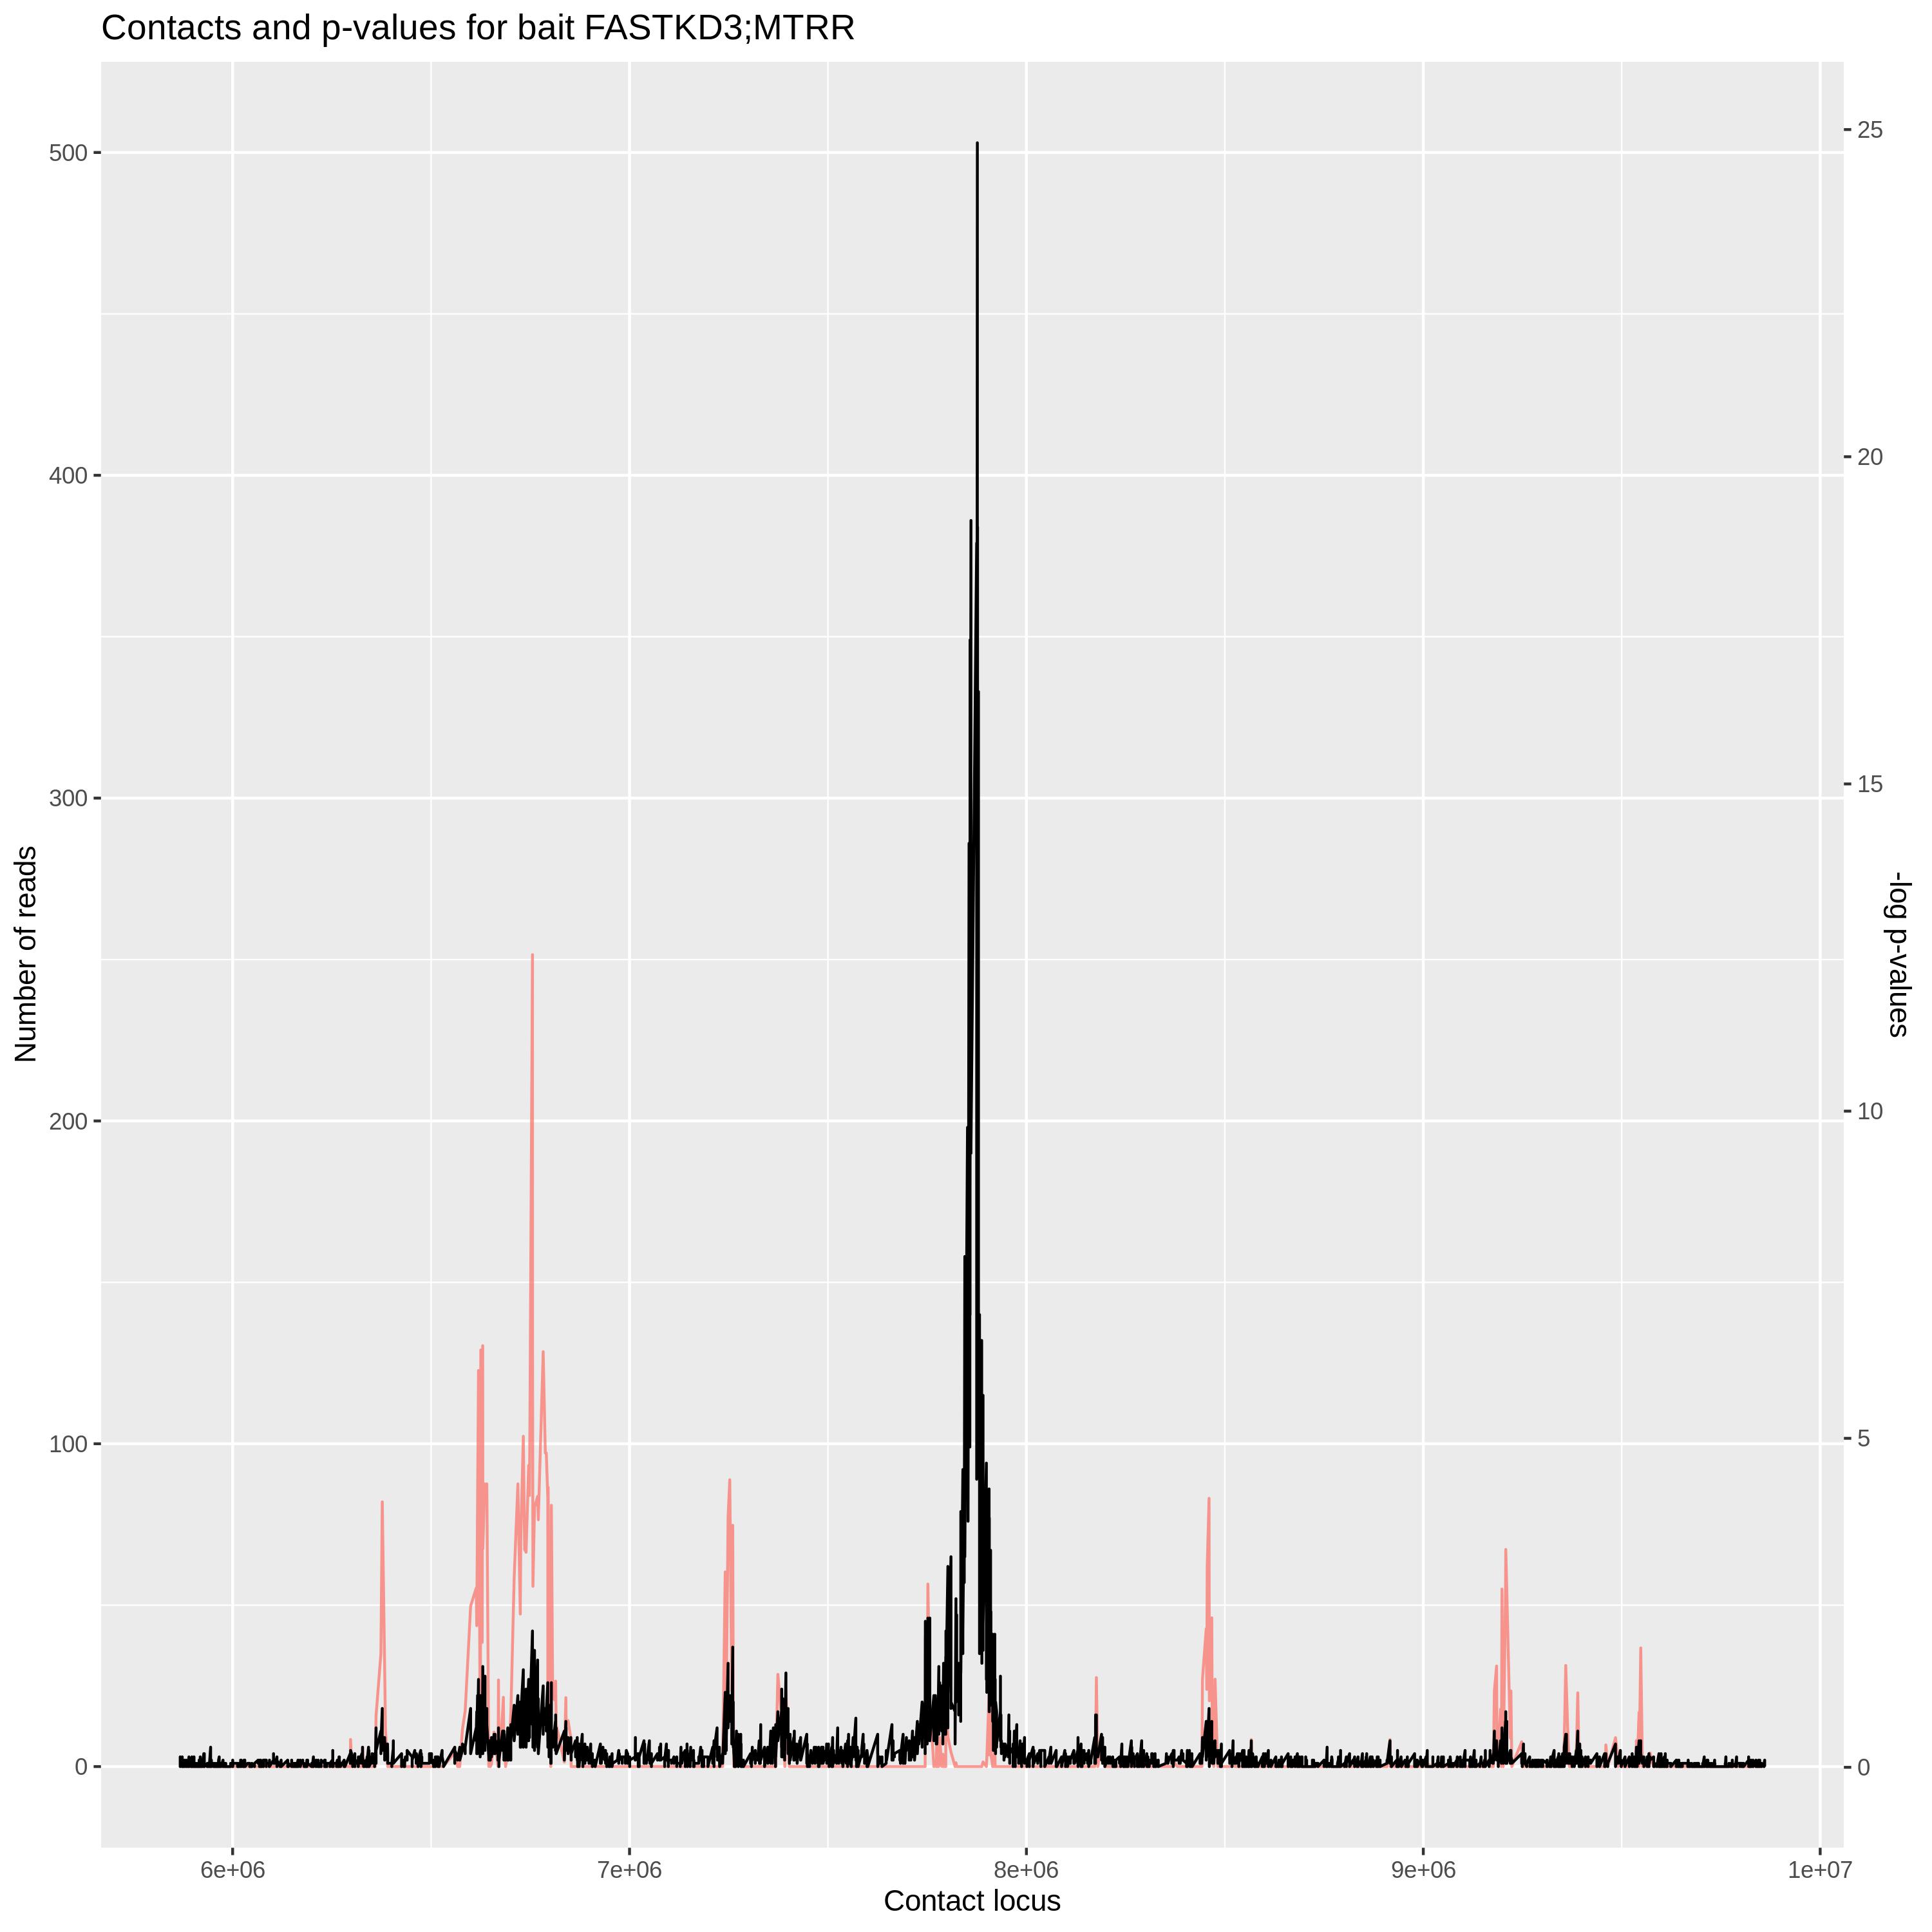 Contacts and p-values for bait FASTKD3;MTRR
500
400
300
200
100
0
Number of reads
25
20
15
10
5
0
-log p-values
6e+06
7e+06
8e+06
9e+06
1e+07
Contact locus